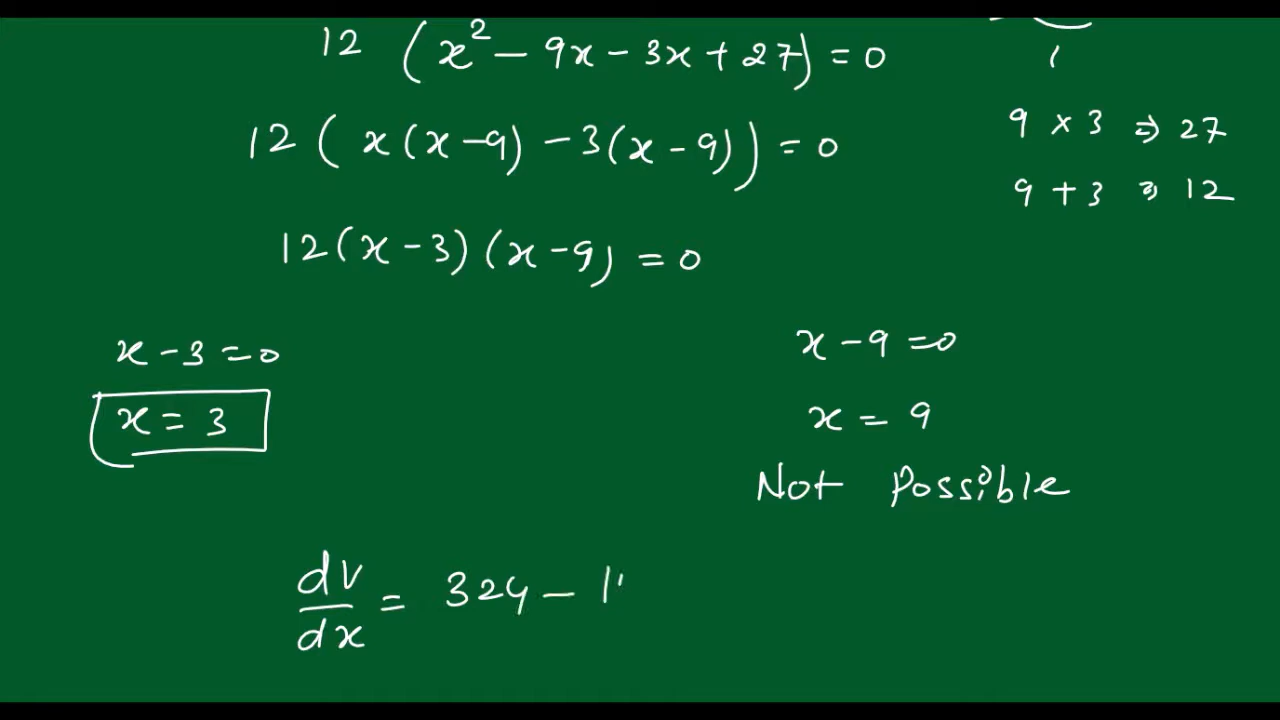 12 (x² - 9x - 3x + 27) = 0
9 × 3 ⇒ 27
12 ( x(x-9) - 3(x-9)) = 0
9 + 3 ⇒ 12
12(x-3)(x-9) = 0
x - 3 = 0
x - 9 = 0
x = 3
x = 9
Not Possible
dv/dx = 324 - 1